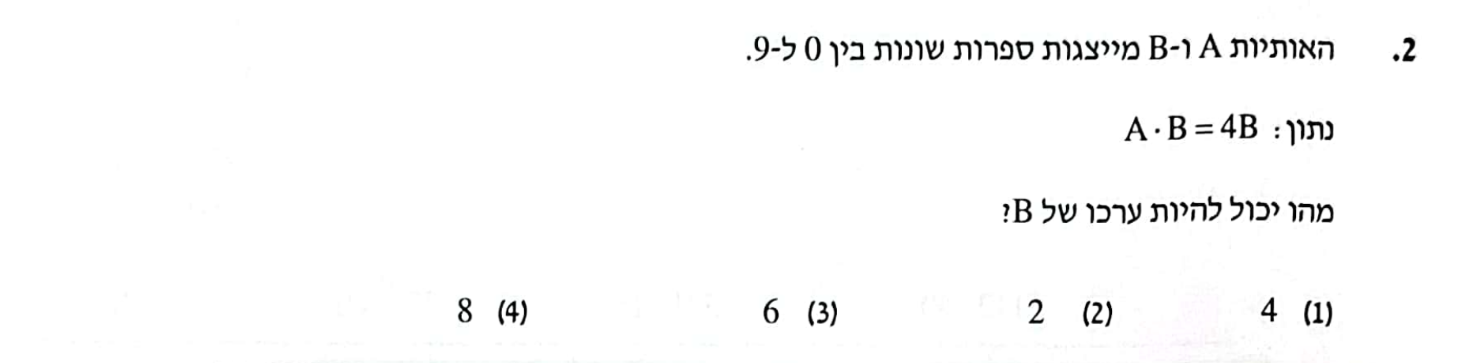 2. האותיות A ו-B מייצגות ספרות שונות בין 0 ל-9.
נתון: A · B = 4B
מהו יכול להיות ערכו של B?
(1) 4 (2) 2 (3) 6 (4) 8